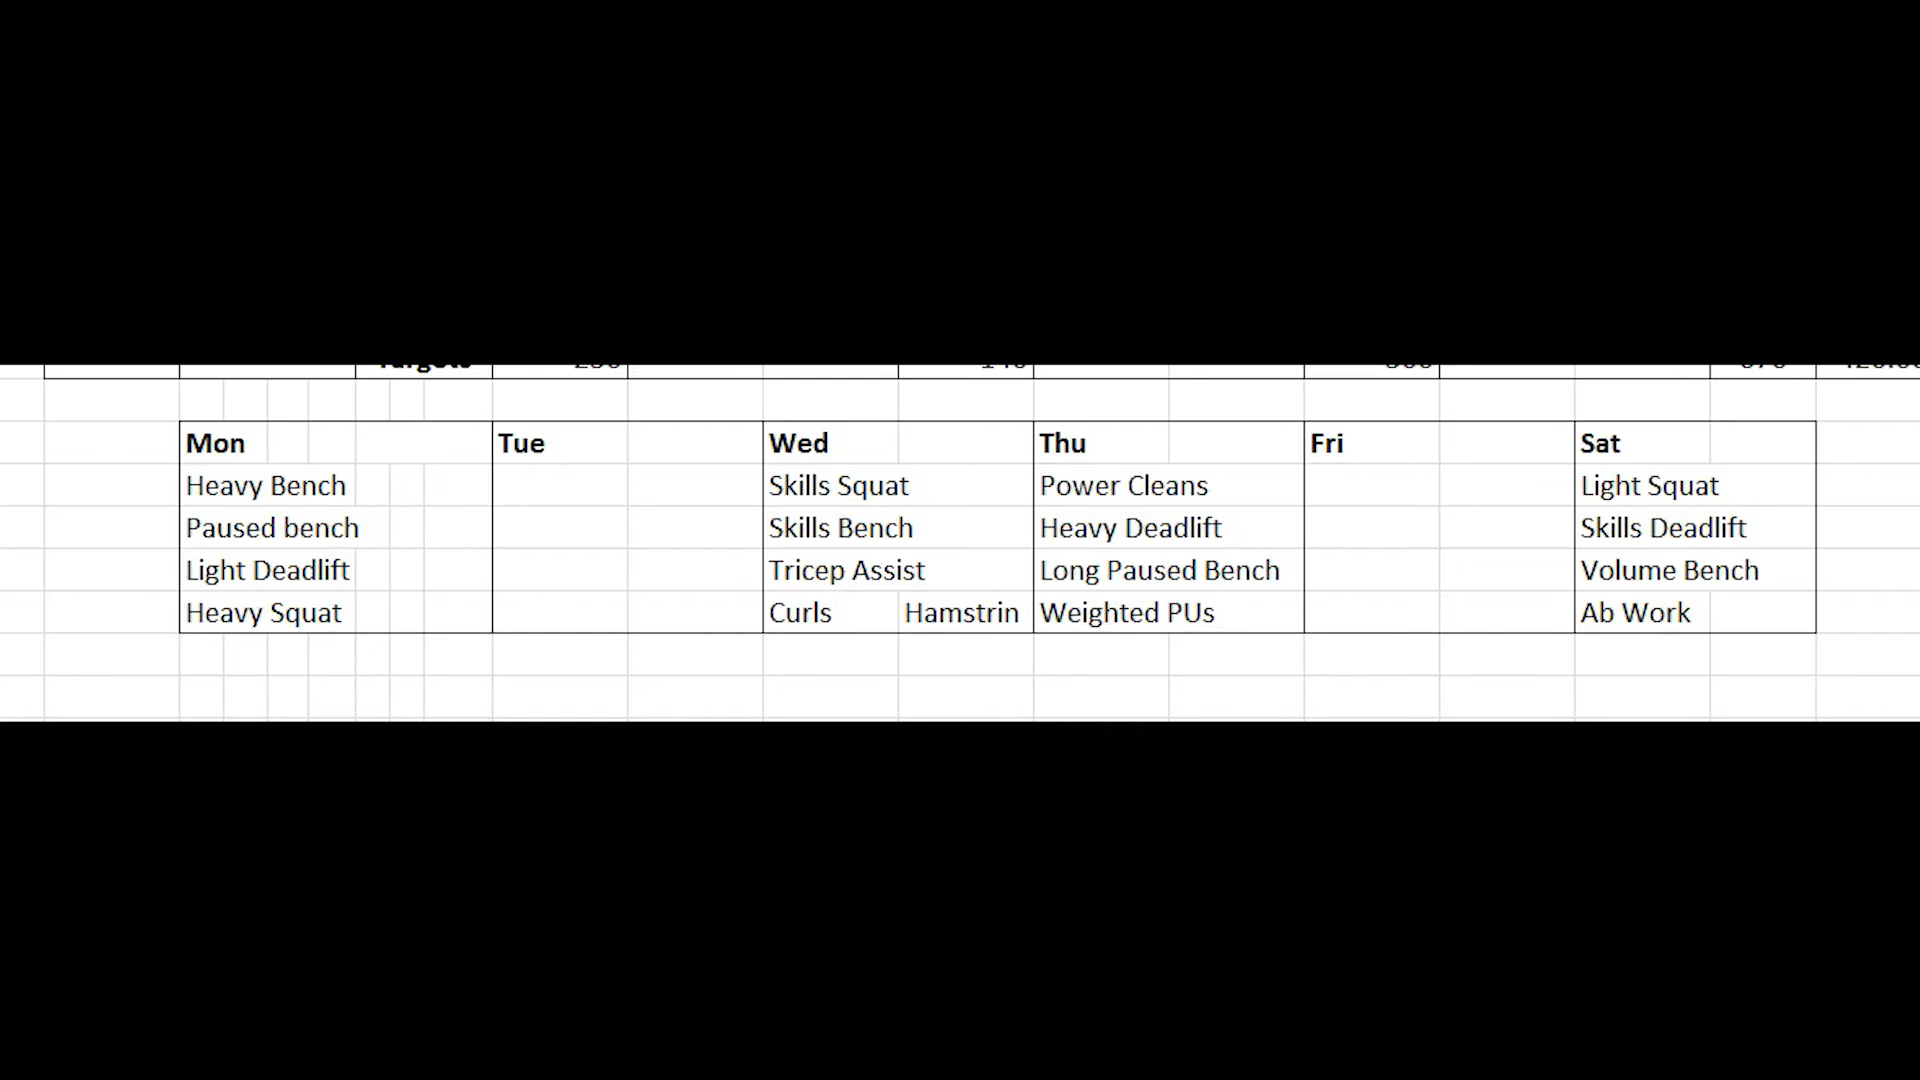 Mon Tue Wed Thu Fri Sat
Heavy Bench Skills Squat Power Cleans Light Squat
Paused bench Skills Bench Heavy Deadlift Skills Deadlift
Light Deadlift Tricep Assist Long Paused Bench Volume Bench
Heavy Squat Curls Hamstrin Weighted PUs Ab Work